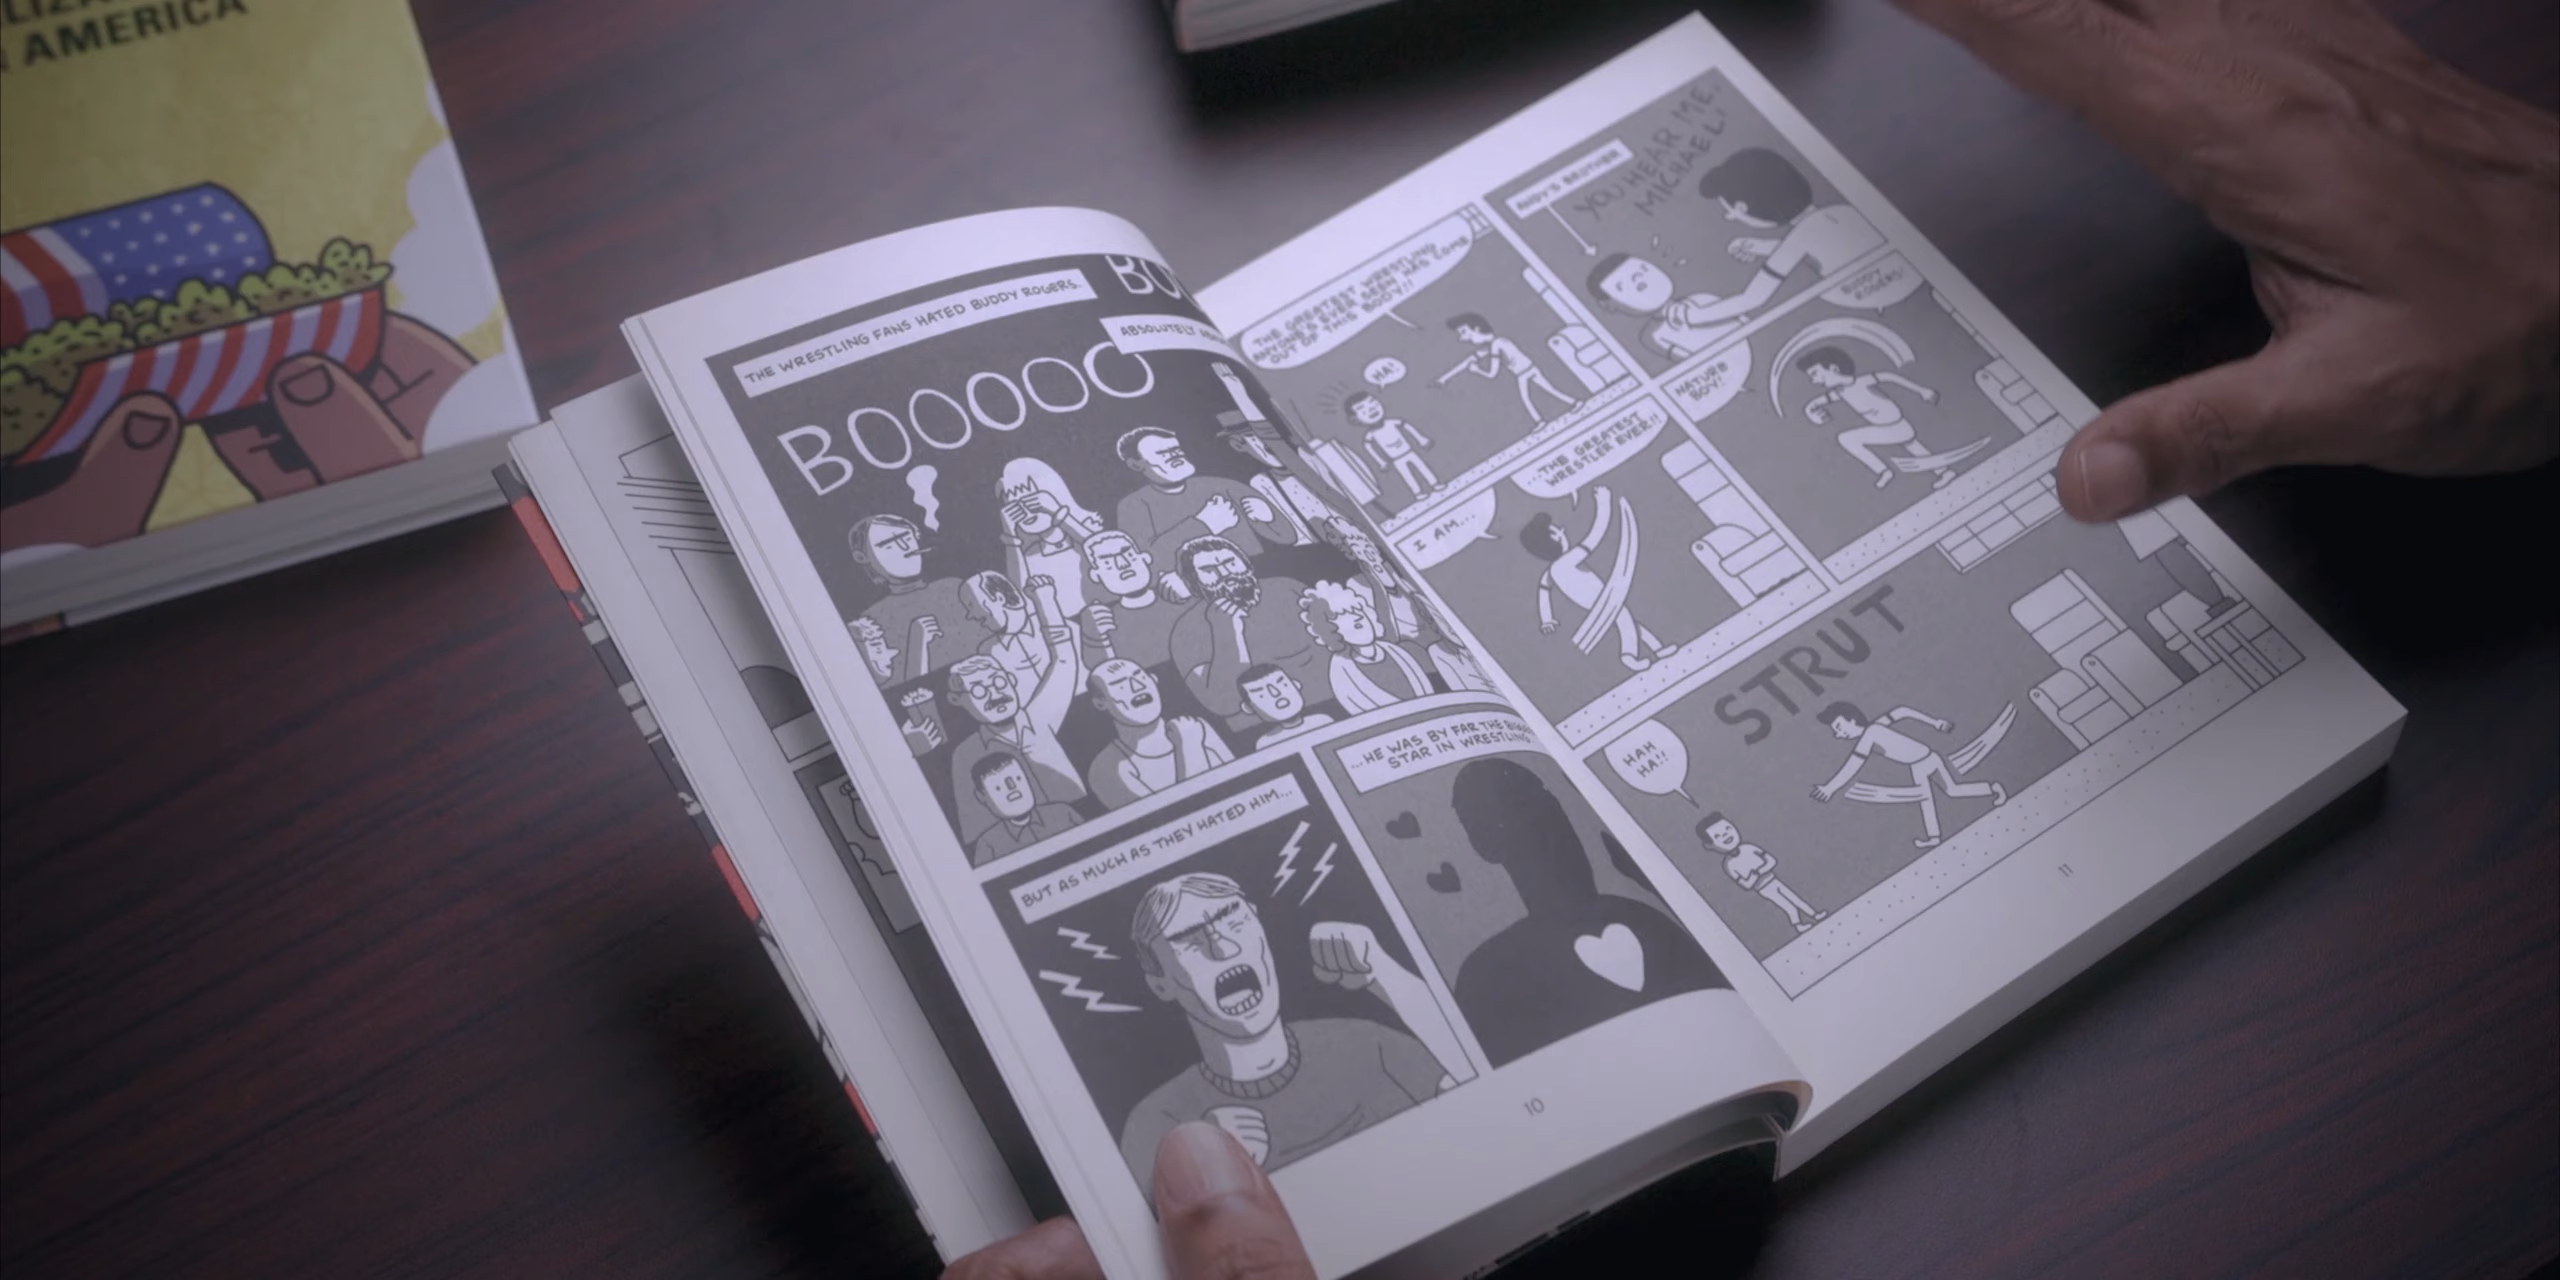 AMERICA
THE WRESTLING FANS HATED BUDDY ROGERS.
ABSOLUTELY
BOOOOO
BUT AS MUCH AS THEY HATED HIM...
...HE WAS BY FAR THE
STAR IN WRESTLING
10
THE GREATEST WRESTLING
ANYONE'S EVER SEEN HAS COME
OUT OF THIS BODY!!
HA!
ANDY'S BROTHER
YOU HEAR ME,
MICHAEL!
I AM...
...THE GREATEST
WRESTLER EVER!!
NATURE
BOY!
BUDDY
ROGERS!
STRUT
HAH
HA!!
11